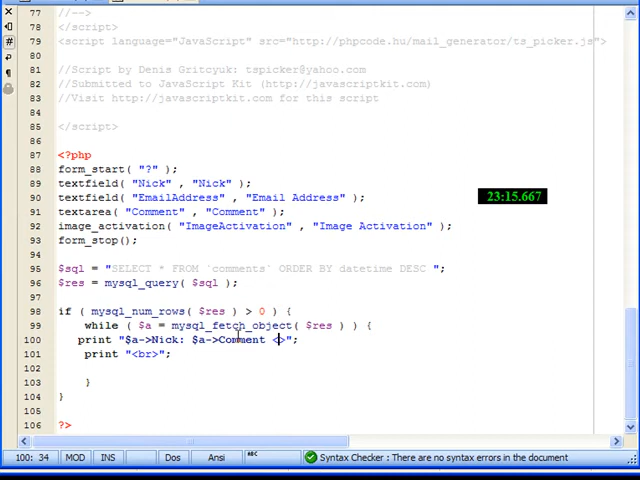 77 //-->
78 </script>
79 <script language="JavaScript" src="http://phpcode.hu/mail_generator/ts_picker.js">
80
81 //Script by Denis Gritcyuk: tspicker@yahoo.com
82 //Submitted to JavaScript Kit (http://javascriptkit.com)
83 //Visit http://javascriptkit.com for this script
84
85 </script>
86
87 <?php
88 form_start( "?" );
89 textfield( "Nick" , "Nick" );
90 textfield( "EmailAddress" , "Email Address" );
91 textarea( "Comment" , "Comment" );
92 image_activation( "ImageActivation" , "Image Activation" );
93 form_stop();
94
95 $sql = "SELECT * FROM `comments` ORDER BY datetime DESC ";
96 $res = mysql_query( $sql );
97
98 if ( mysql_num_rows( $res ) > 0 ) {
99 while ( $a = mysql_fetch_object( $res ) ) {
100 print "$a->Nick: $a->Comment <>";
101 print "<br>";
102
103 }
104 }
105
106 ?>
23:15.667
100: 34 MOD INS Dos Ansi ABC Syntax Checker : There are no syntax errors in the document